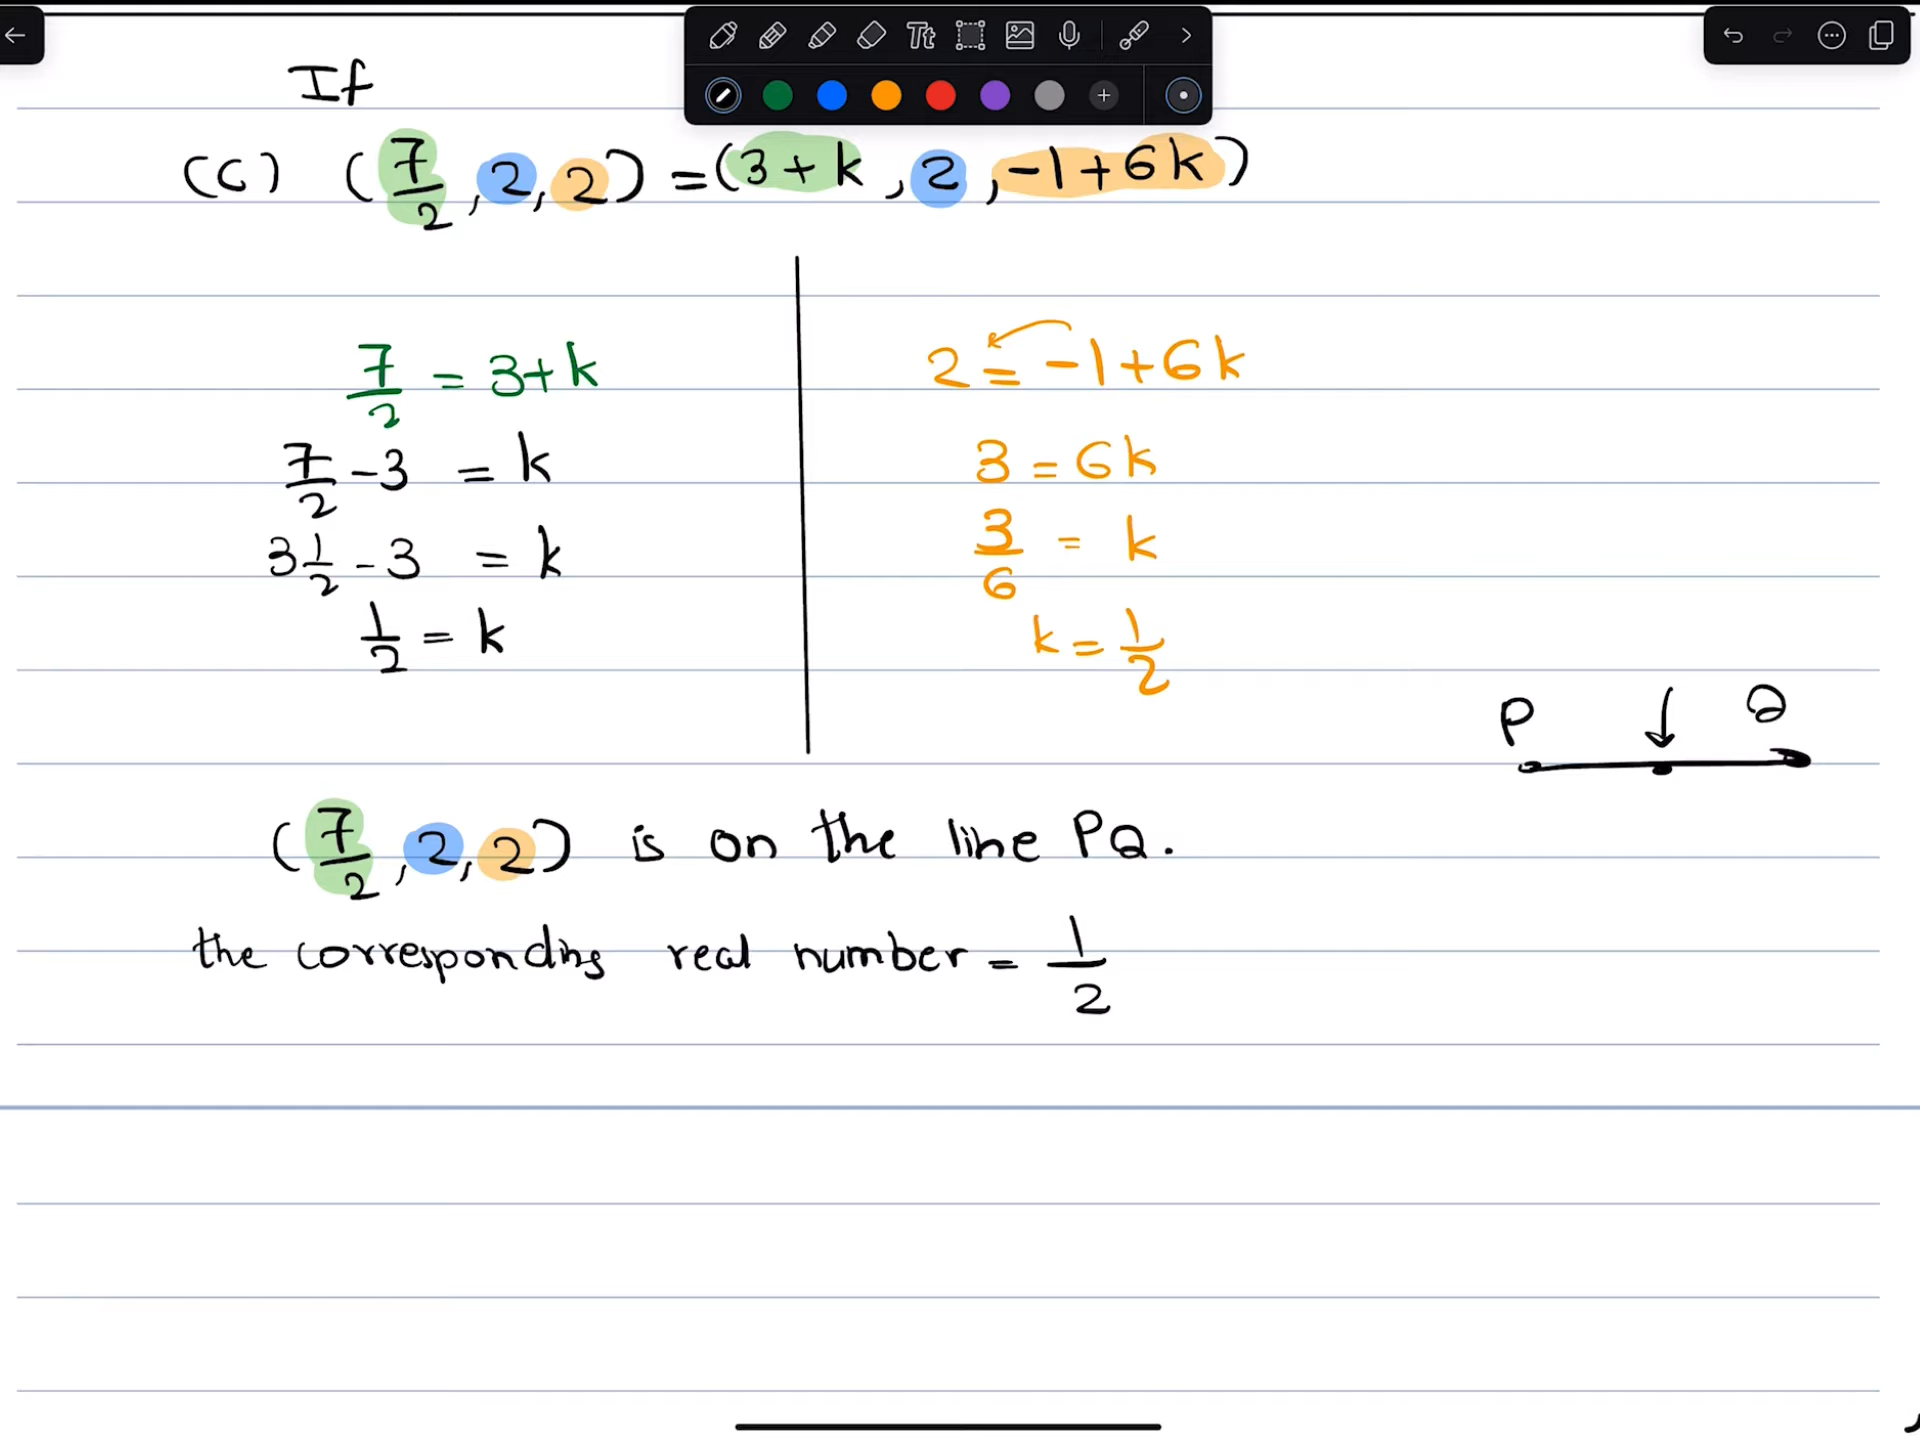 Tt
If
(C) (7/2, 2, 2) = (3+k, 2, -1+6k)
7/2 = 3+k
7/2 - 3 = k
3 1/2 - 3 = k
1/2 = k
2 = -1+6k
3 = 6k
3/6 = k
k = 1/2
P Q
(7/2, 2, 2) is on the line PQ.
the corresponding real number = 1/2